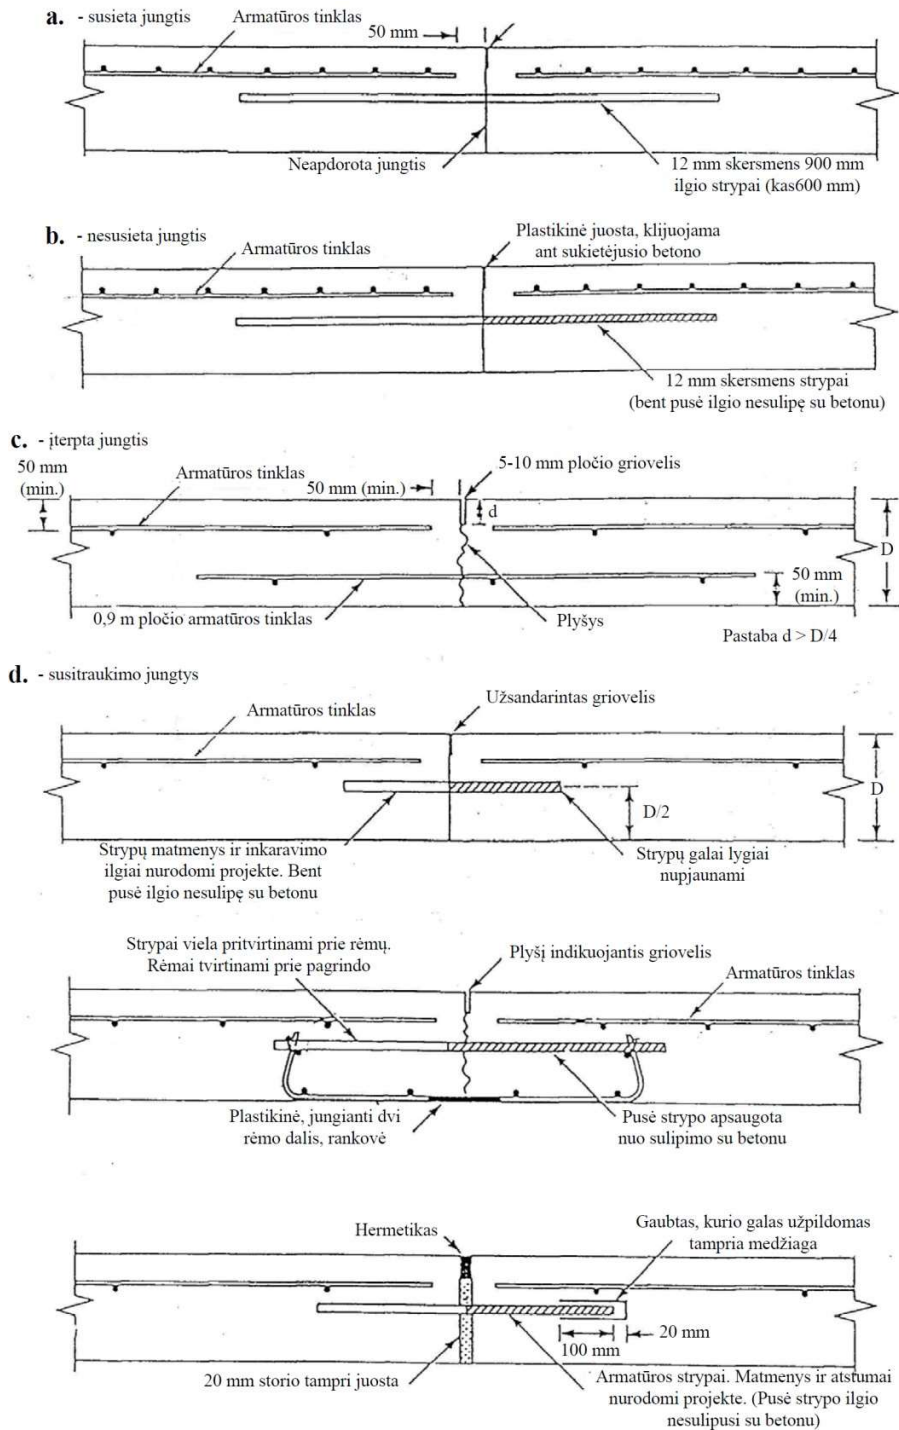 a. - susieta jungtis
Armatūros tinklas
50 mm
Neapdorota jungtis
12 mm skersmens 900 mm
ilgio strypai (kas600 mm)
b. - nesusieta jungtis
Armatūros tinklas
Plastikinė juosta, klijuojama
ant sukietėjusio betono
12 mm skersmens strypai
(bent pusė ilgio nesulipę su betonu)
c. - įterpta jungtis
50 mm
(min.)
Armatūros tinklas
50 mm (min.)
5-10 mm pločio griovelis
d
D
50 mm
(min.)
0,9 m pločio armatūros tinklas
Plyšys
Pastaba d > D/4
d. - susitraukimo jungtys
Armatūros tinklas
Užsandarintas griovelis
D
D/2
Strypų matmenys ir inkaravimo
ilgiai nurodomi projekte. Bent
pusė ilgio nesulipę su betonu
Strypų galai lygiai
nupjaunami
Strypai viela pritvirtinami prie rėmų.
Rėmai tvirtinami prie pagrindo
Plyšį indikuojantis griovelis
Armatūros tinklas
Plastikinė, jungianti dvi
rėmo dalis, rankovė
Pusė strypo apsaugota
nuo sulipimo su betonu
Hermetikas
Gaubtas, kurio galas užpildomas
tampria medžiaga
20 mm
100 mm
20 mm storio tampri juosta
Armatūros strypai. Matmenys ir atstumai
nurodomi projekte. (Pusė strypo ilgio
nesulipusi su betonu)